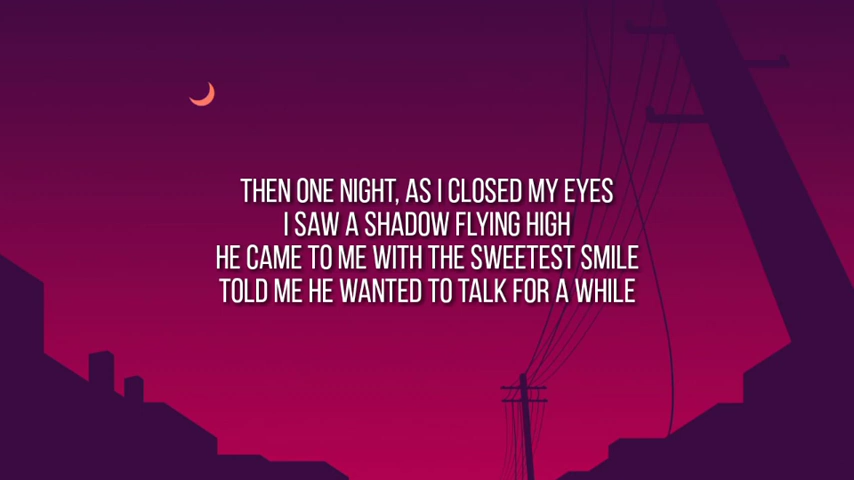 THEN ONE NIGHT, AS I CLOSED MY EYES
I SAW A SHADOW FLYING HIGH
HE CAME TO ME WITH THE SWEETEST SMILE
TOLD ME HE WANTED TO TALK FOR A WHILE